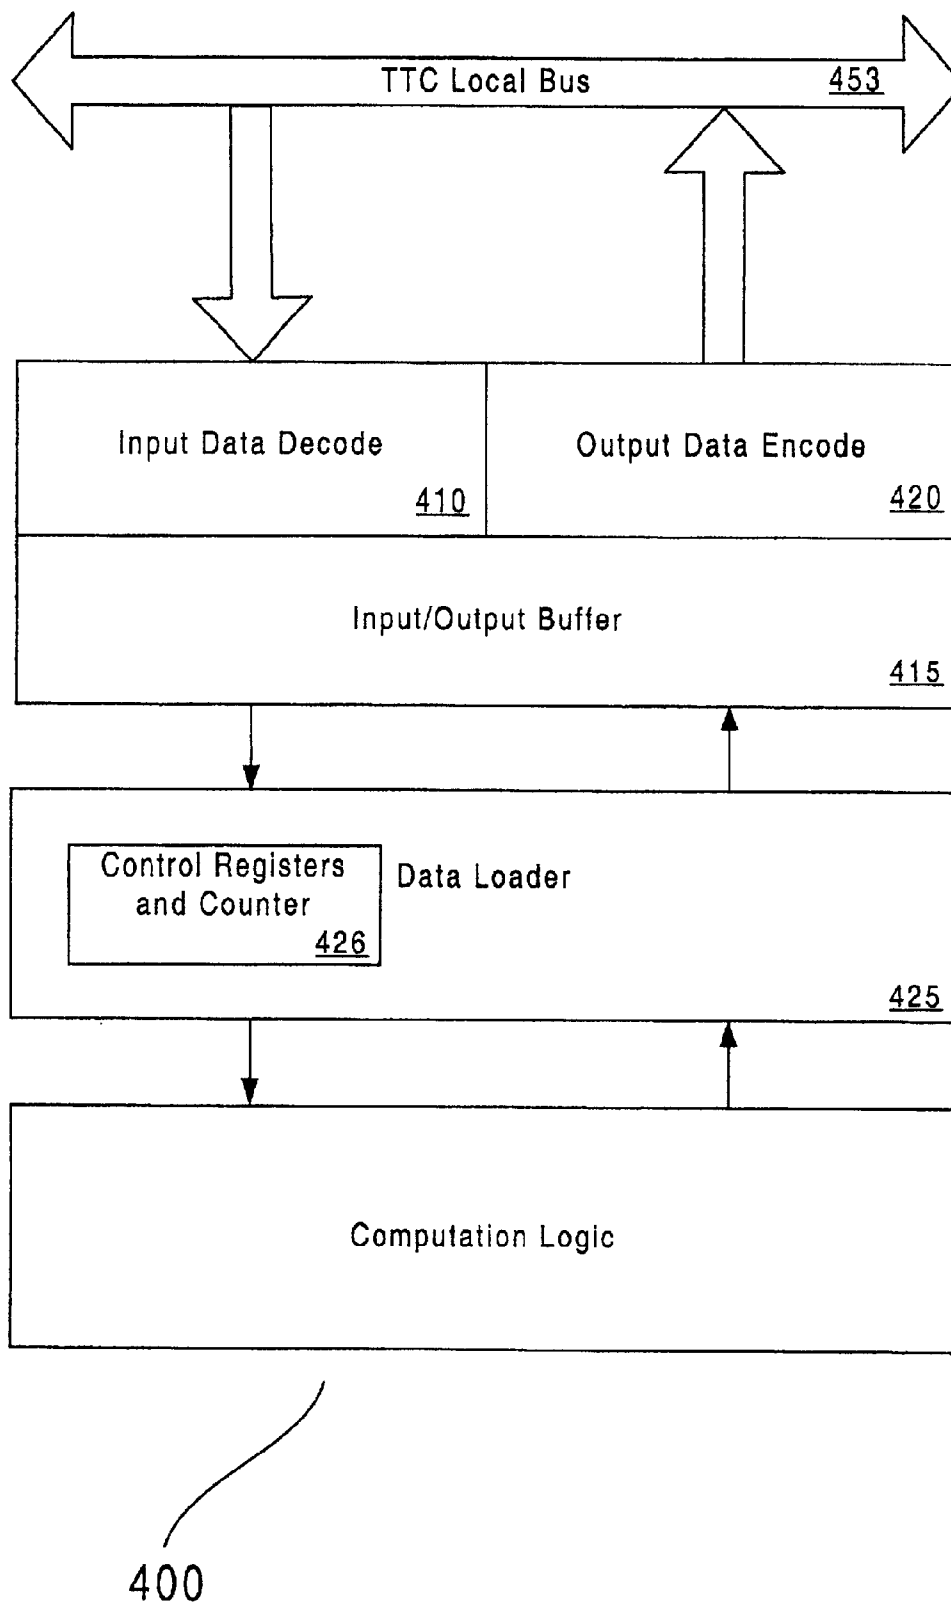 TTC Local Bus 453
Input Data Decode
410
Output Data Encode
420
Input/Output Buffer
415
Control Registers
and Counter
426
Data Loader
425
Computation Logic
400